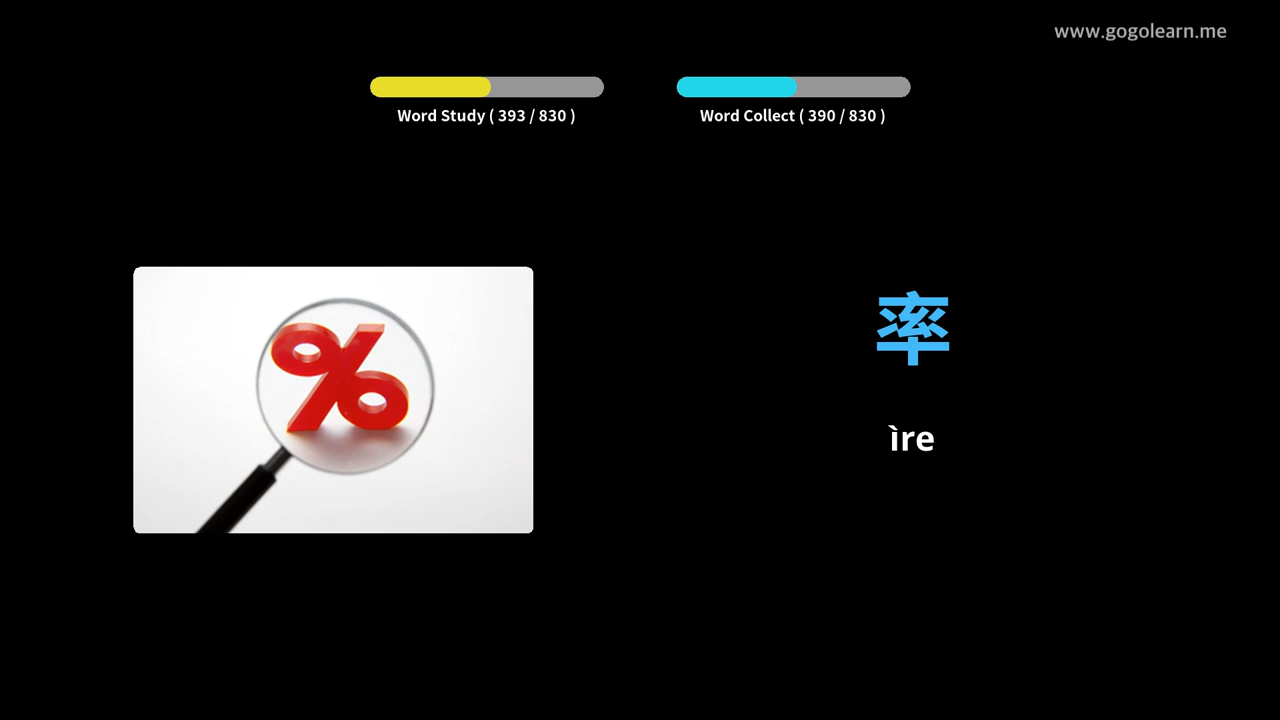 www.gogolearn.me
Word Study ( 393 / 830 )
Word Collect ( 390 / 830 )
%
率
ìre